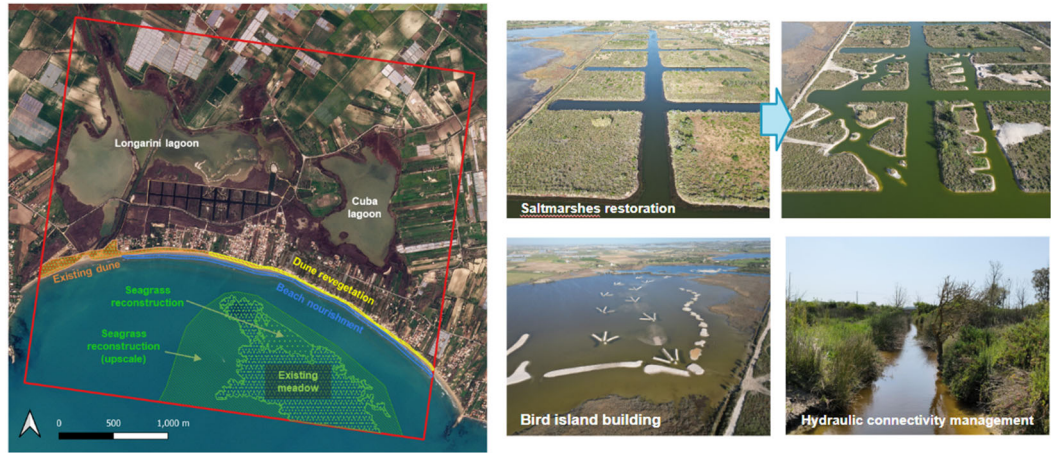 Longarini lagoon
Cuba
lagoon
Existing dune
Dune revegetation
Beach nourishment
Seagrass
reconstruction
Seagrass
reconstruction
(upscale)
Existing
meadow
0 500 1,000 m
Saltmarshes restoration
Bird island building
Hydraulic connectivity management